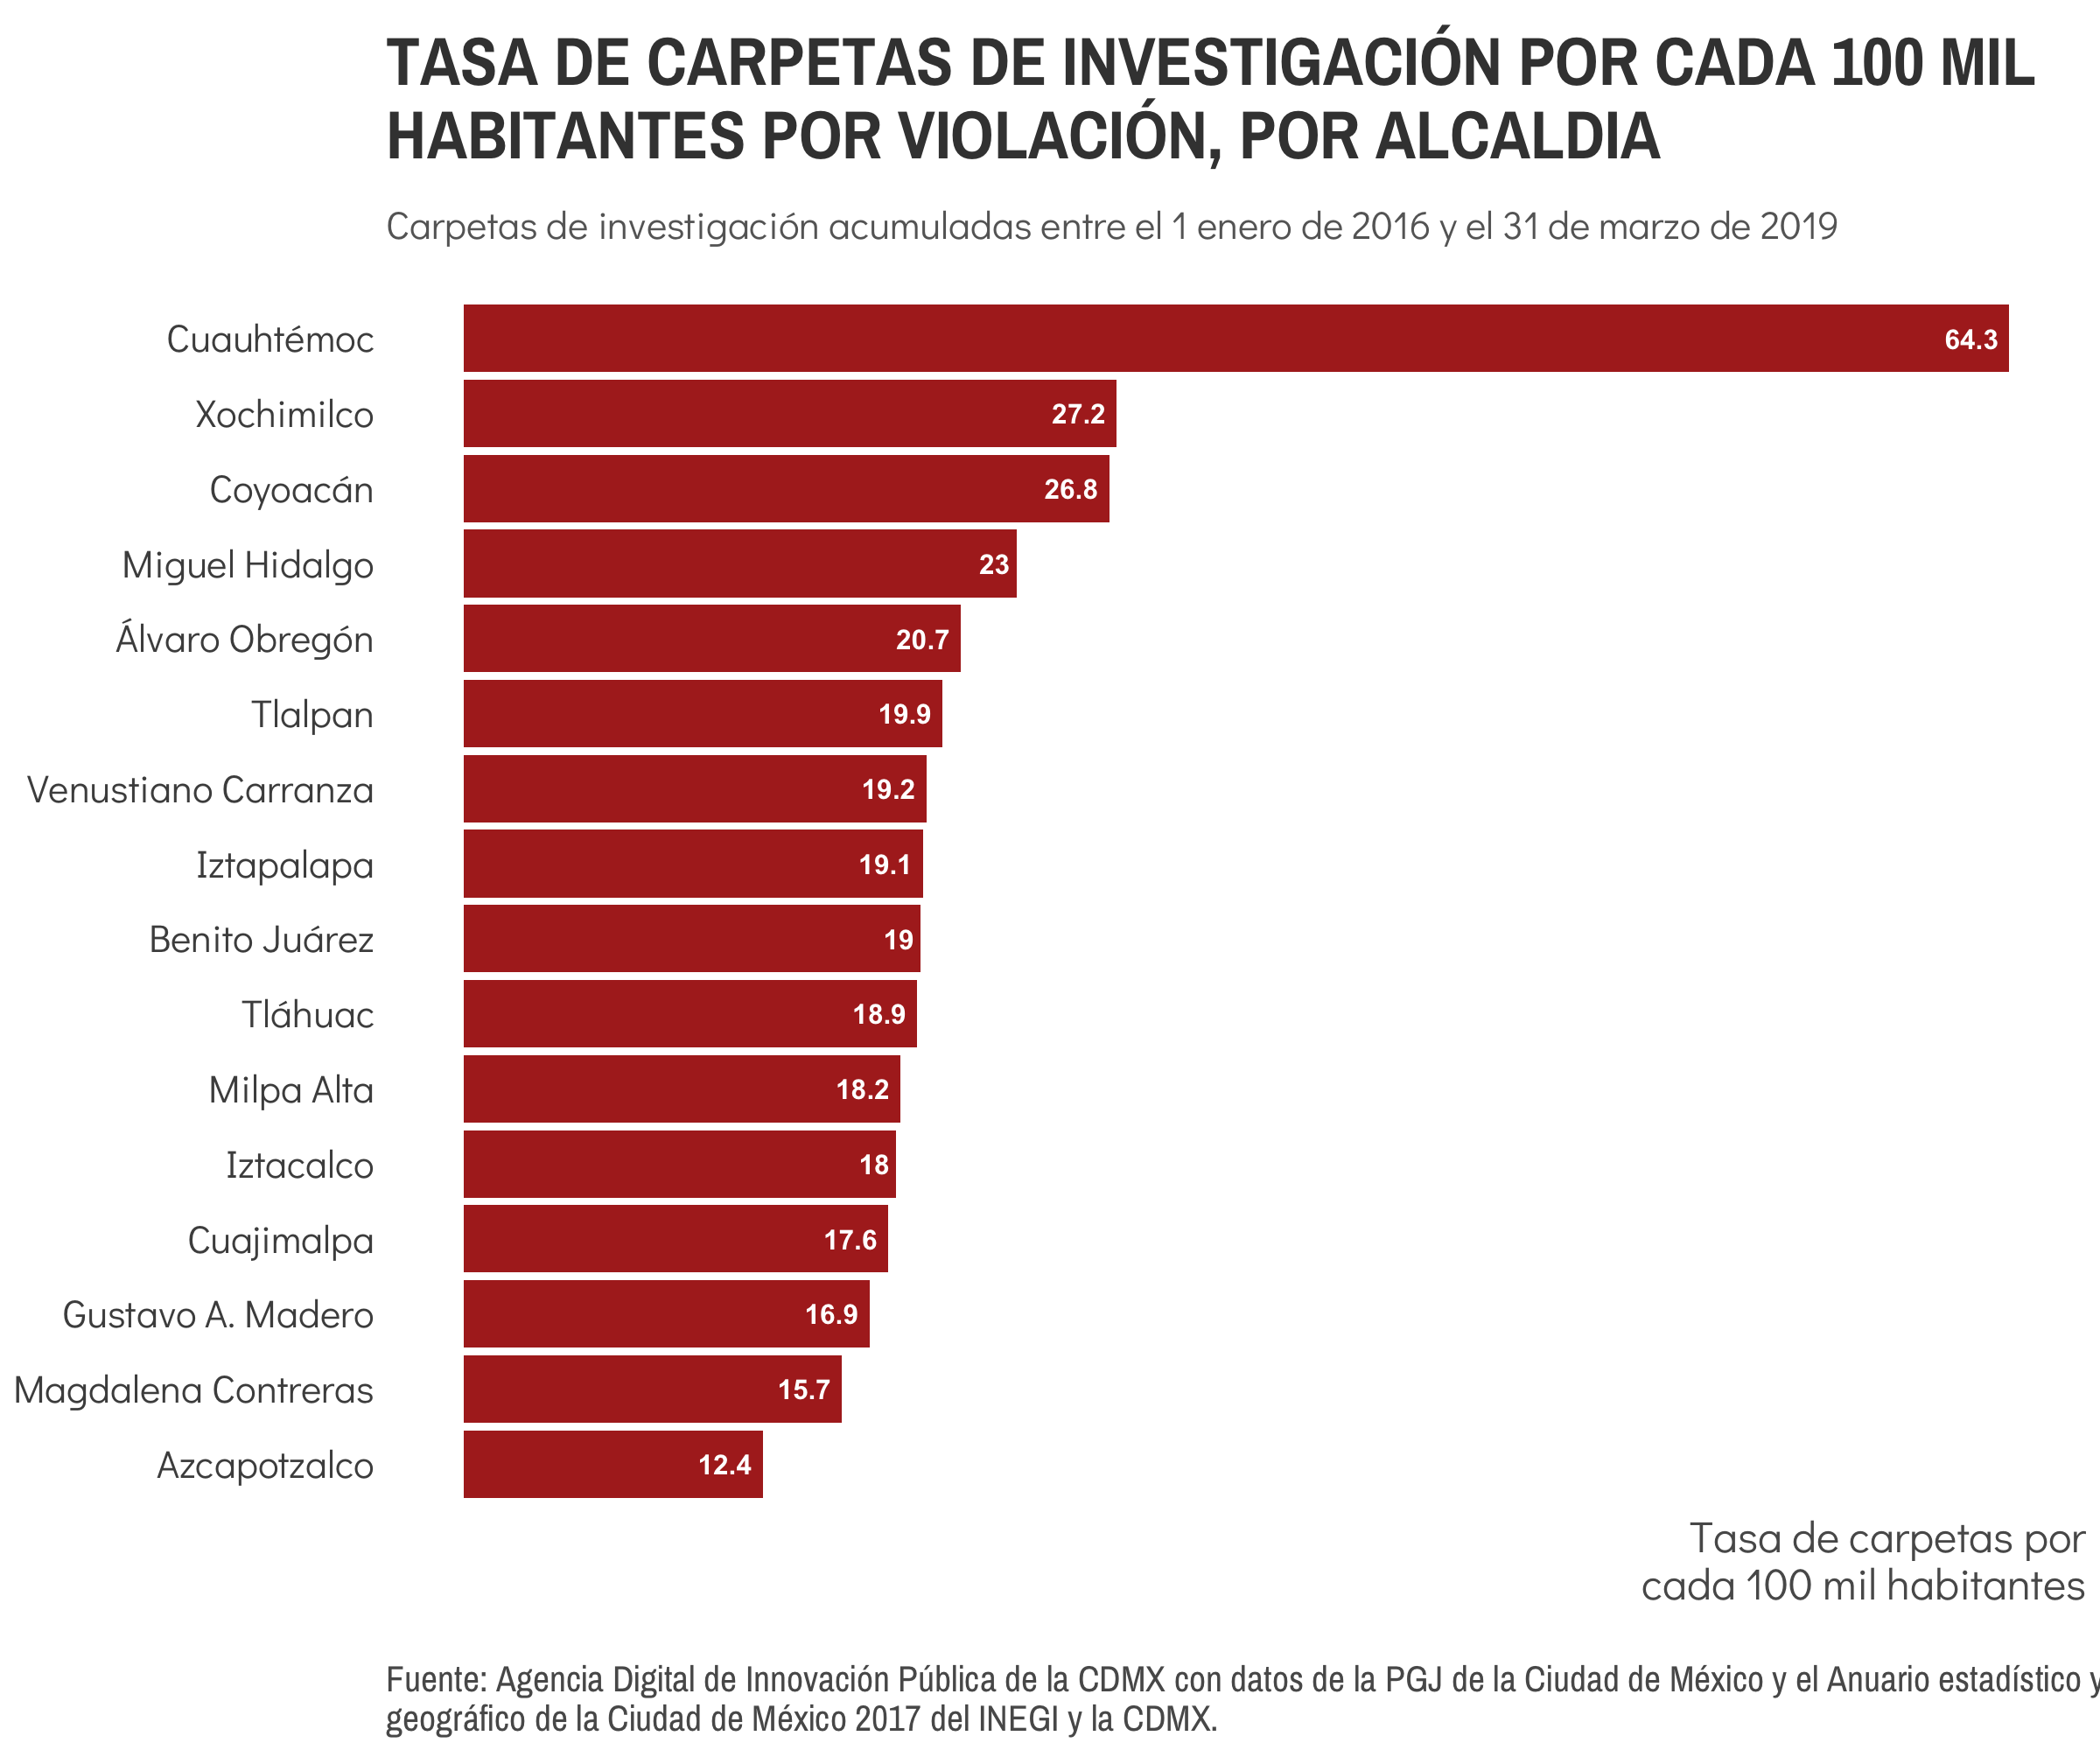 TASA DE CARPETAS DE INVESTIGACIÓN POR CADA 100 MIL
HABITANTES POR VIOLACIÓN, POR ALCALDIA
Carpetas de investigación acumuladas entre el 1 enero de 2016 y el 31 de marzo de 2019
Cuauhtémoc 64.3
Xochimilco 27.2
Coyoacán 26.8
Miguel Hidalgo 23
Álvaro Obregón 20.7
Tlalpan 19.9
Venustiano Carranza 19.2
Iztapalapa 19.1
Benito Juárez 19
Tláhuac 18.9
Milpa Alta 18.2
Iztacalco 18
Cuajimalpa 17.6
Gustavo A. Madero 16.9
Magdalena Contreras 15.7
Azcapotzalco 12.4
Tasa de carpetas por
cada 100 mil habitantes
Fuente: Agencia Digital de Innovación Pública de la CDMX con datos de la PGJ de la Ciudad de México y el Anuario estadístico y
geográfico de la Ciudad de México 2017 del INEGI y la CDMX.